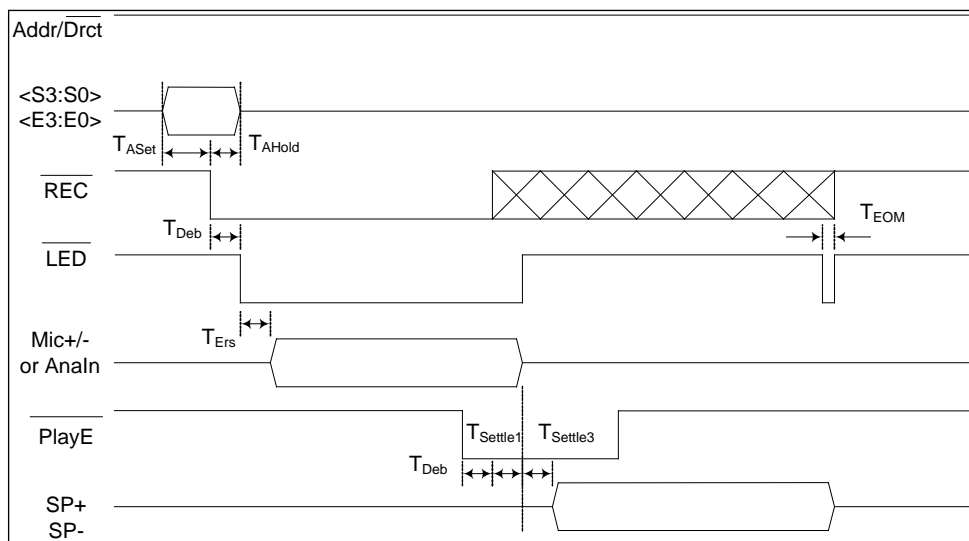 Addr/Drct
<S3:S0>
<E3:E0>
TASet
TAHold
REC
TDeb
TEOM
LED
TErs
Mic+/-
or AnaIn
PlayE
TSettle1
TSettle3
TDeb
SP+
SP-